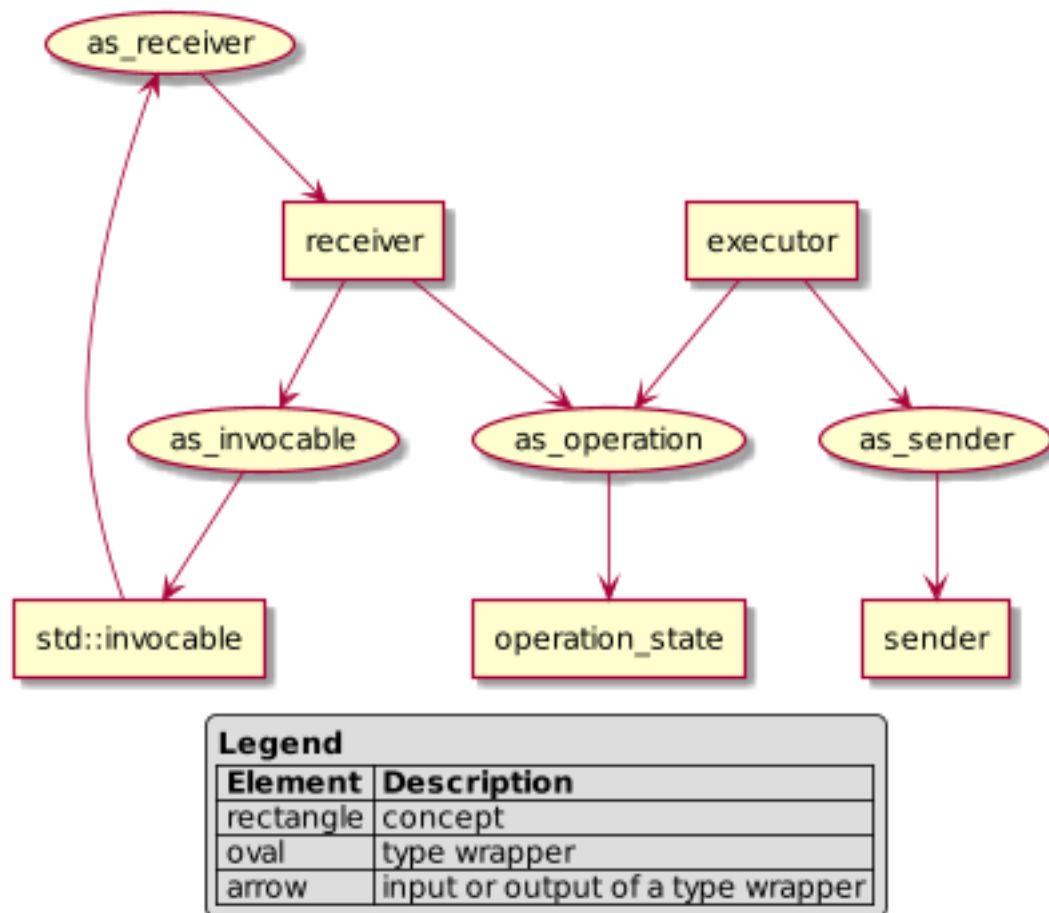 as_receiver
receiver
executor
as_invocable
as_operation
as_sender
std::invocable
operation_state
sender
Legend
Element Description
rectangle concept
oval type wrapper
arrow input or output of a type wrapper